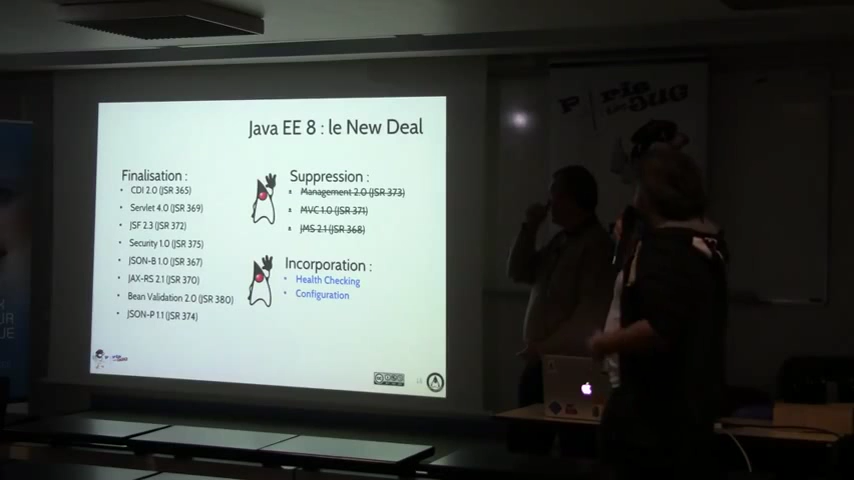 Java EE 8 : le New Deal
Finalisation :
• CDI 2.0 (JSR 365)
• Servlet 4.0 (JSR 369)
• JSF 2.3 (JSR 372)
• Security 1.0 (JSR 375)
• JSON-B 1.0 (JSR 367)
• JAX-RS 2.1 (JSR 370)
• Bean Validation 2.0 (JSR 380)
• JSON-P 1.1 (JSR 374)
Suppression :
Management 2.0 (JSR 373)
MVC 1.0 (JSR 371)
JMS 2.1 (JSR 368)
Incorporation :
• Health Checking
• Configuration